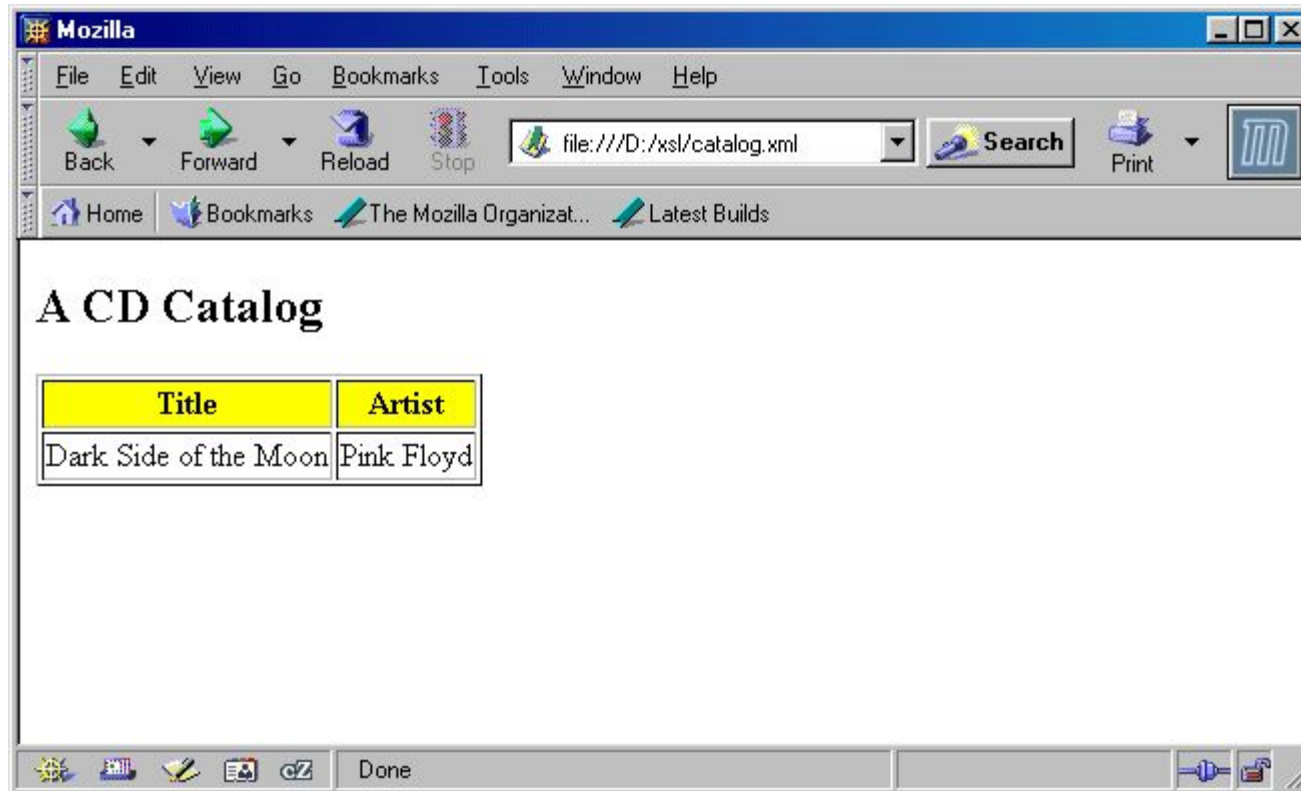 Mozilla
File Edit View Go Bookmarks Tools Window Help
Back Forward Reload Stop file:///D:/xsl/catalog.xml Search Print
Home Bookmarks The Mozilla Organizat... Latest Builds
A CD Catalog
Title Artist
Dark Side of the Moon Pink Floyd
Done